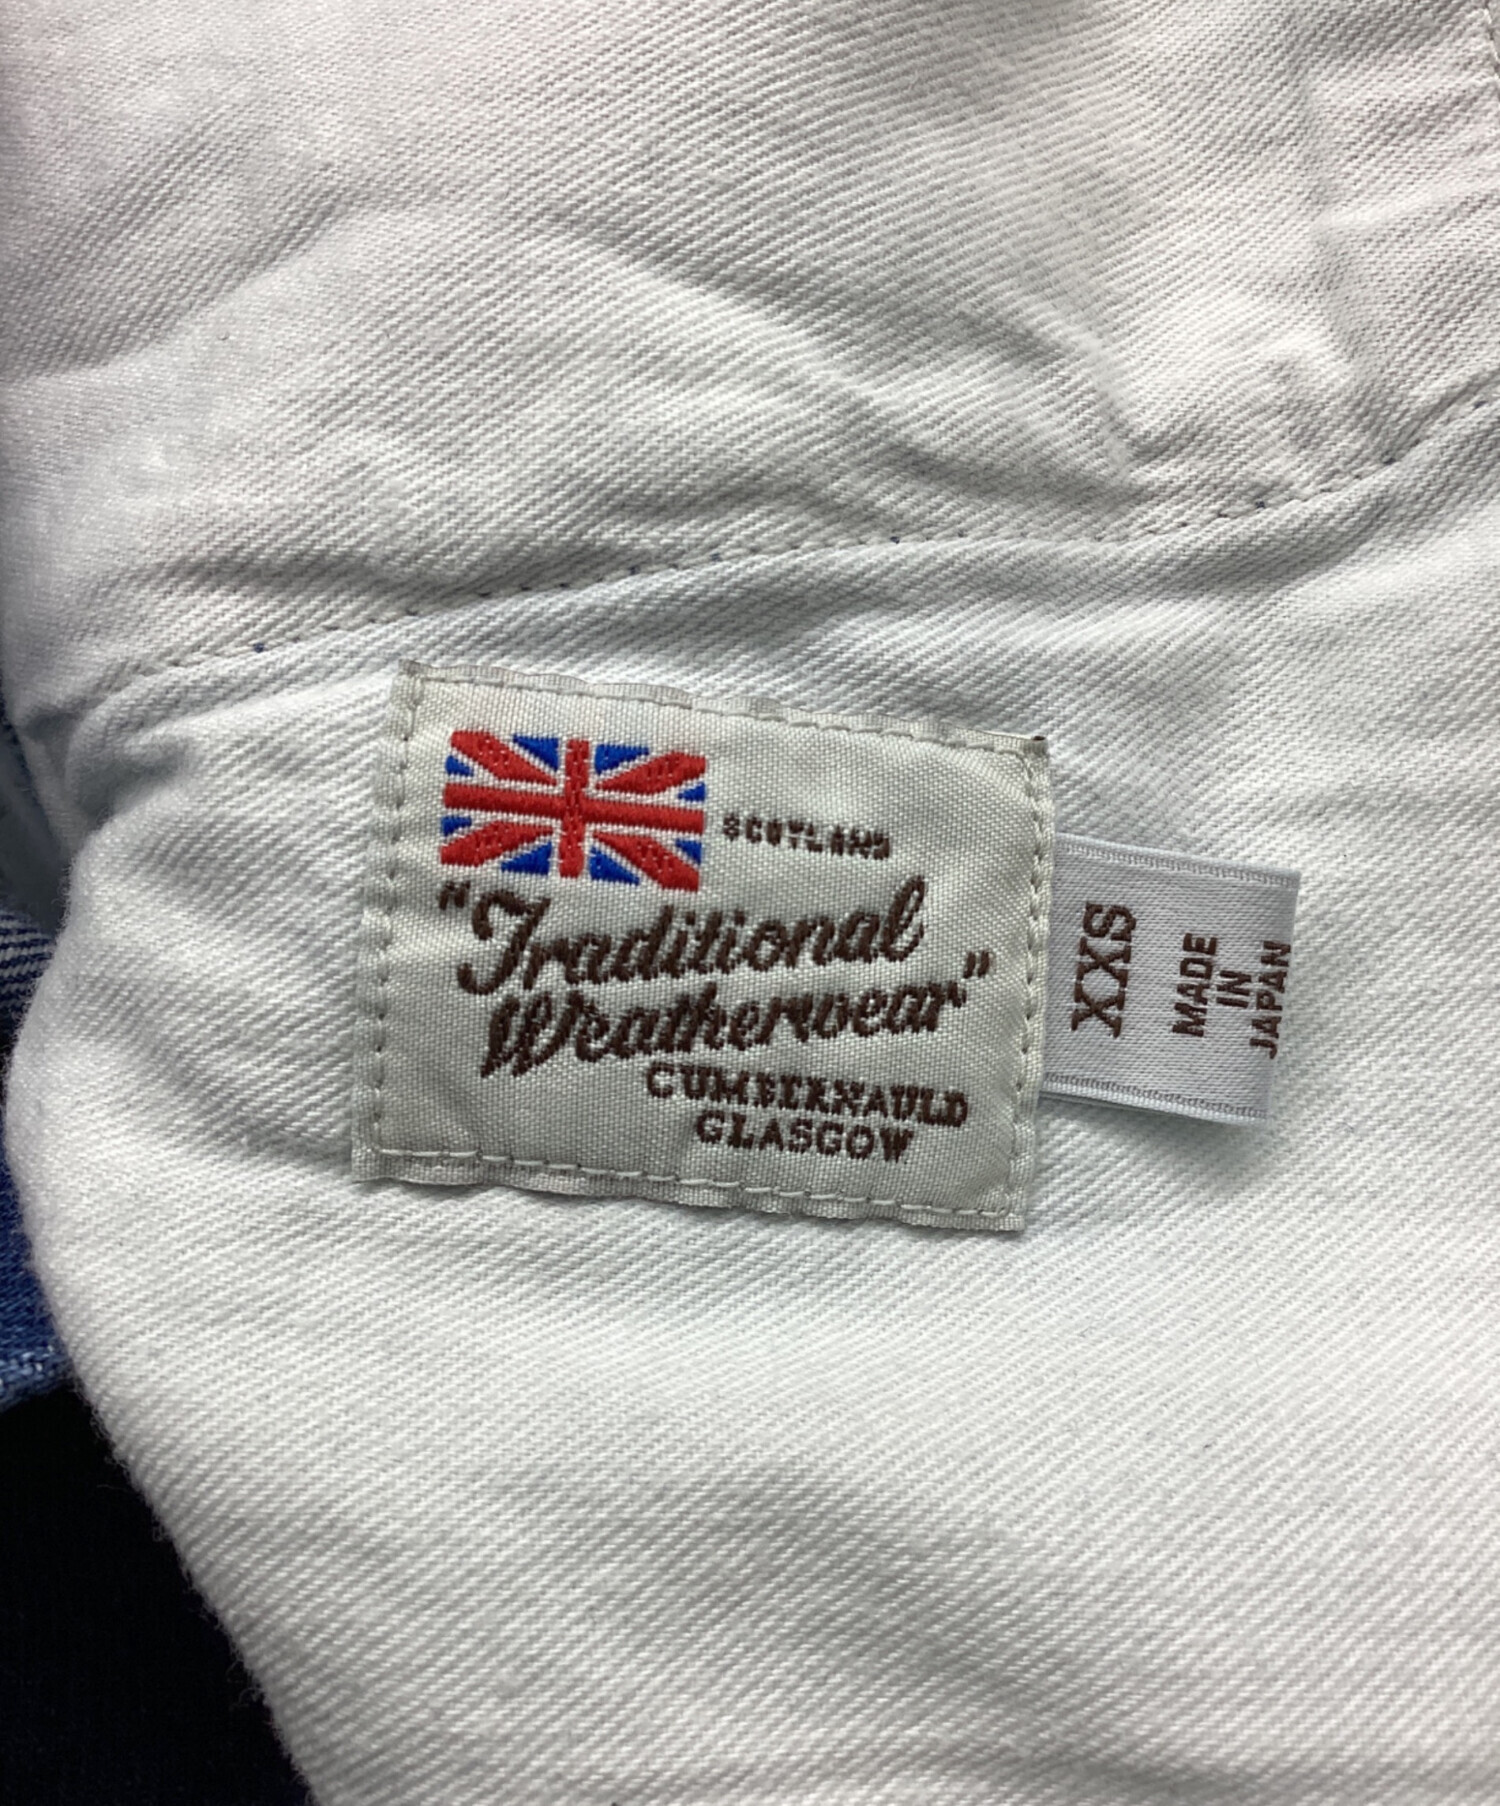 SCOTLAND
"Traditional
Weatherwear"
CUMBERNAULD
GLASGOW
XXS
MADE
IN
JAPAN